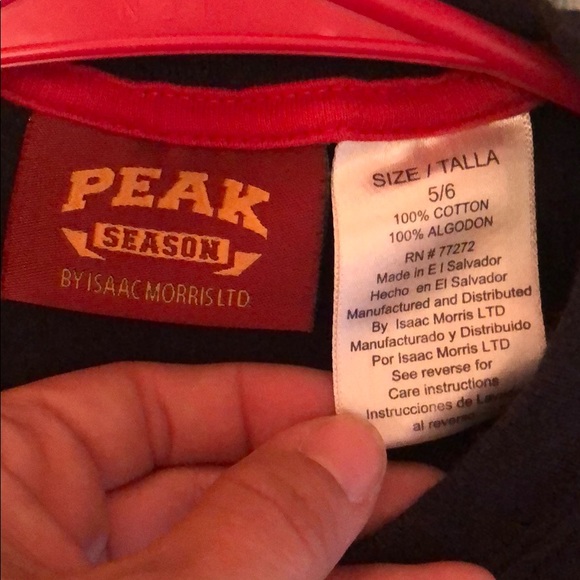 PEAK
SEASON
BY ISAAC MORRIS LTD.
SIZE / TALLA
5/6
100% COTTON
100% ALGODON
RN # 77272
Made in El Salvador
Hecho en El Salvador
Manufactured and Distributed
By Isaac Morris LTD
Manufacturado y Distribuido
Por Isaac Morris LTD
See reverse for
Care instructions
Instrucciones de
al reverso